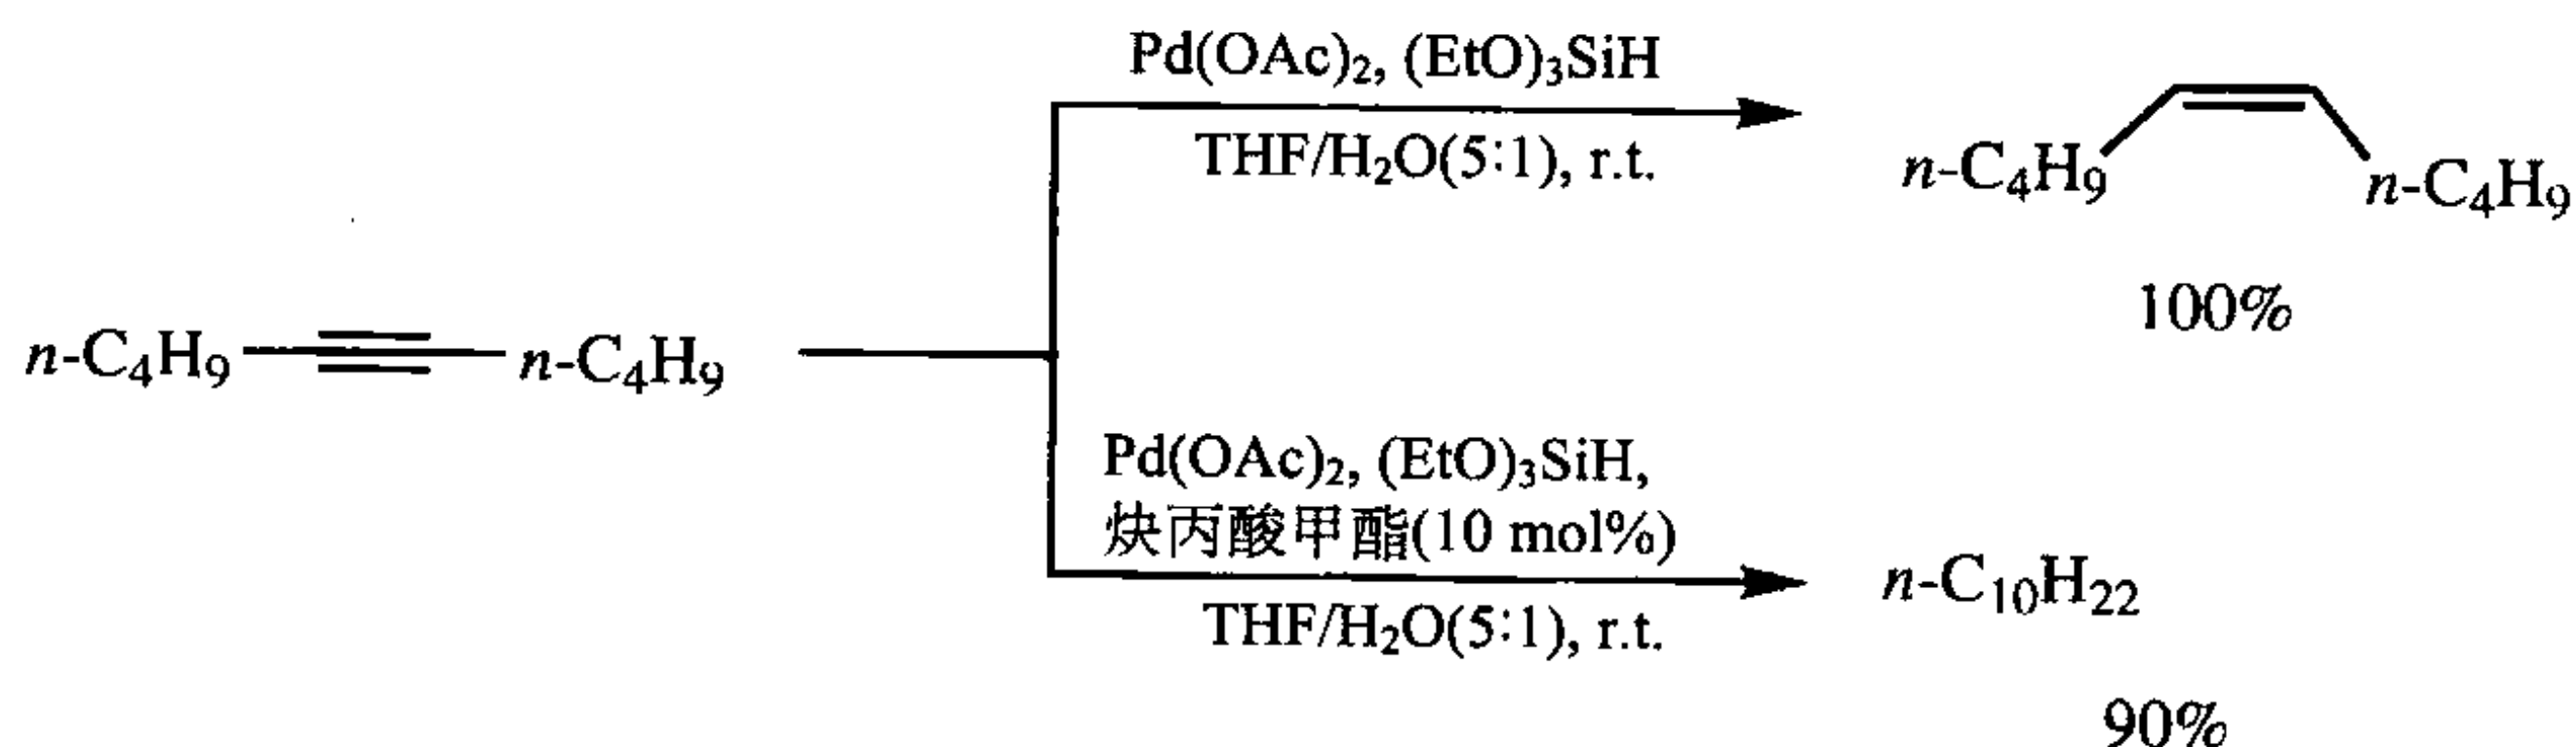 Pd(OAc)₂, (EtO)₃SiH
THF/H₂O(5:1), r.t.
n-C₄H₉
n-C₄H₉
100%
n-C₄H₉
n-C₄H₉
Pd(OAc)₂, (EtO)₃SiH,
炔丙酸甲酯(10 mol%)
THF/H₂O(5:1), r.t.
n-C₁₀H₂₂
90%